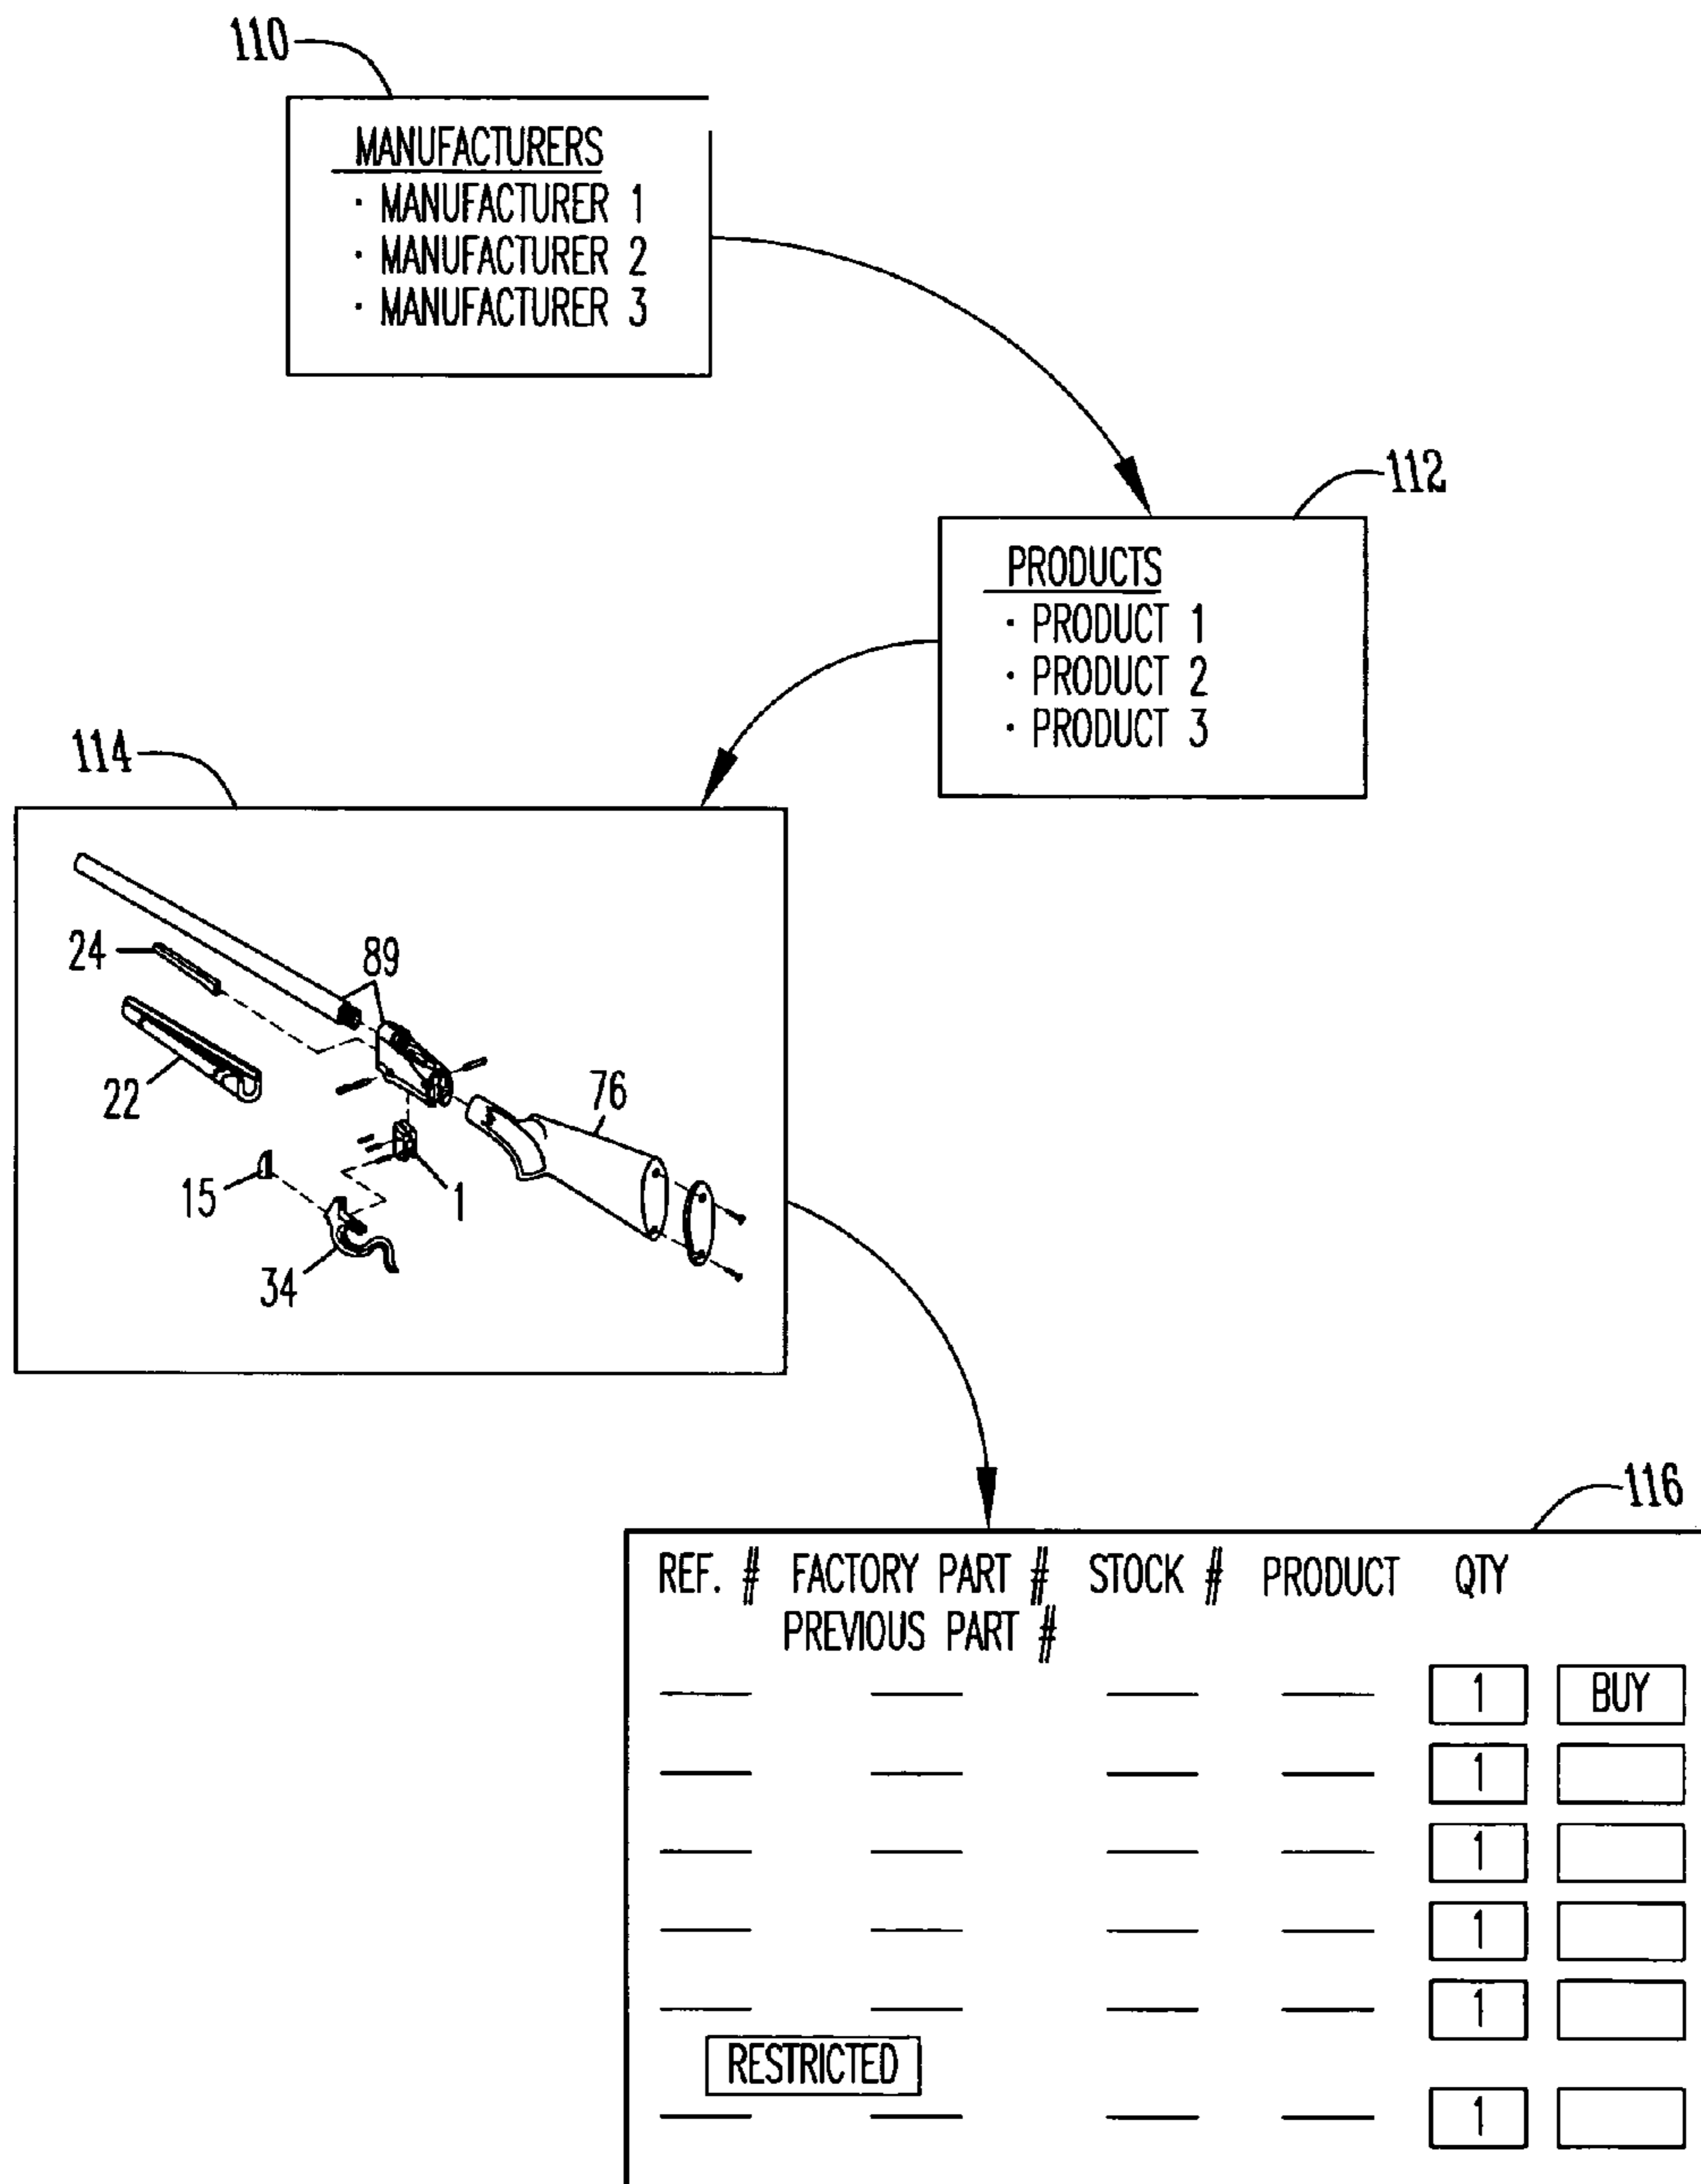 110
MANUFACTURERS
· MANUFACTURER 1
· MANUFACTURER 2
· MANUFACTURER 3
112
PRODUCTS
· PRODUCT 1
· PRODUCT 2
· PRODUCT 3
114
24
89
22
76
15
1
34
116
REF. # FACTORY PART # STOCK # PRODUCT QTY
PREVIOUS PART #
1 BUY
1
1
1
1
RESTRICTED
1